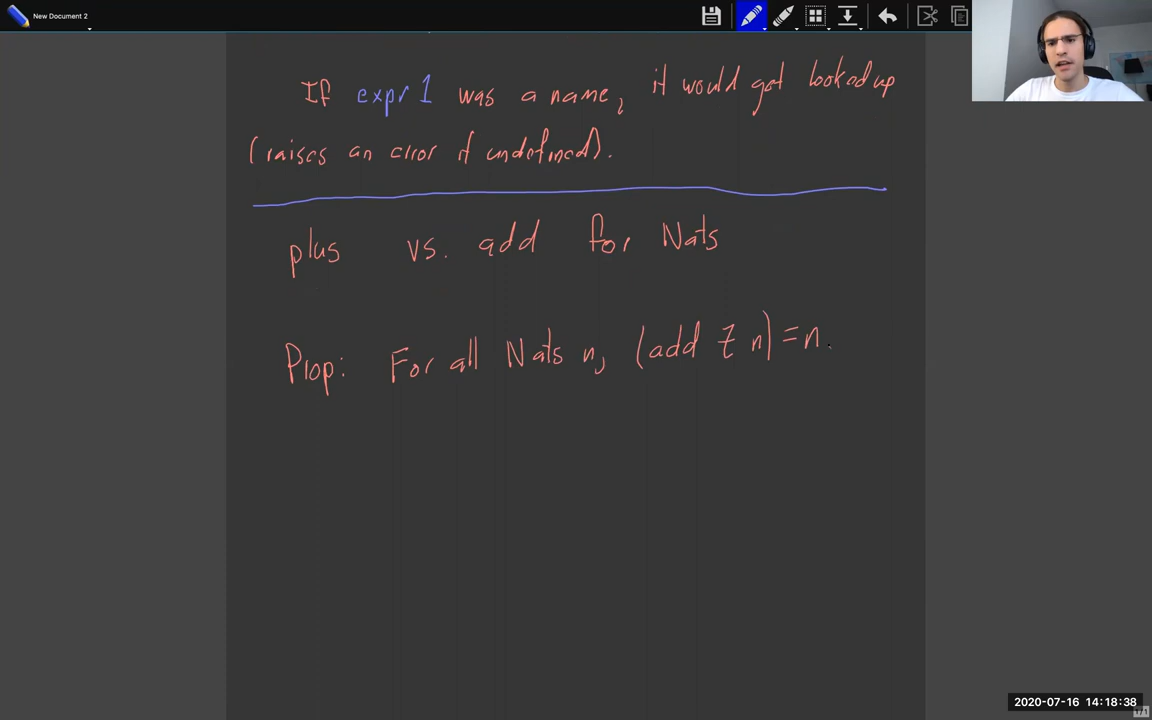 New Document 2
If expr1 was a name, it would get looked up
(raises an error if undefined).
plus vs. add for Nats
Prop: For all Nats n, (add Z n) = n.
2020-07-16 14:18:38